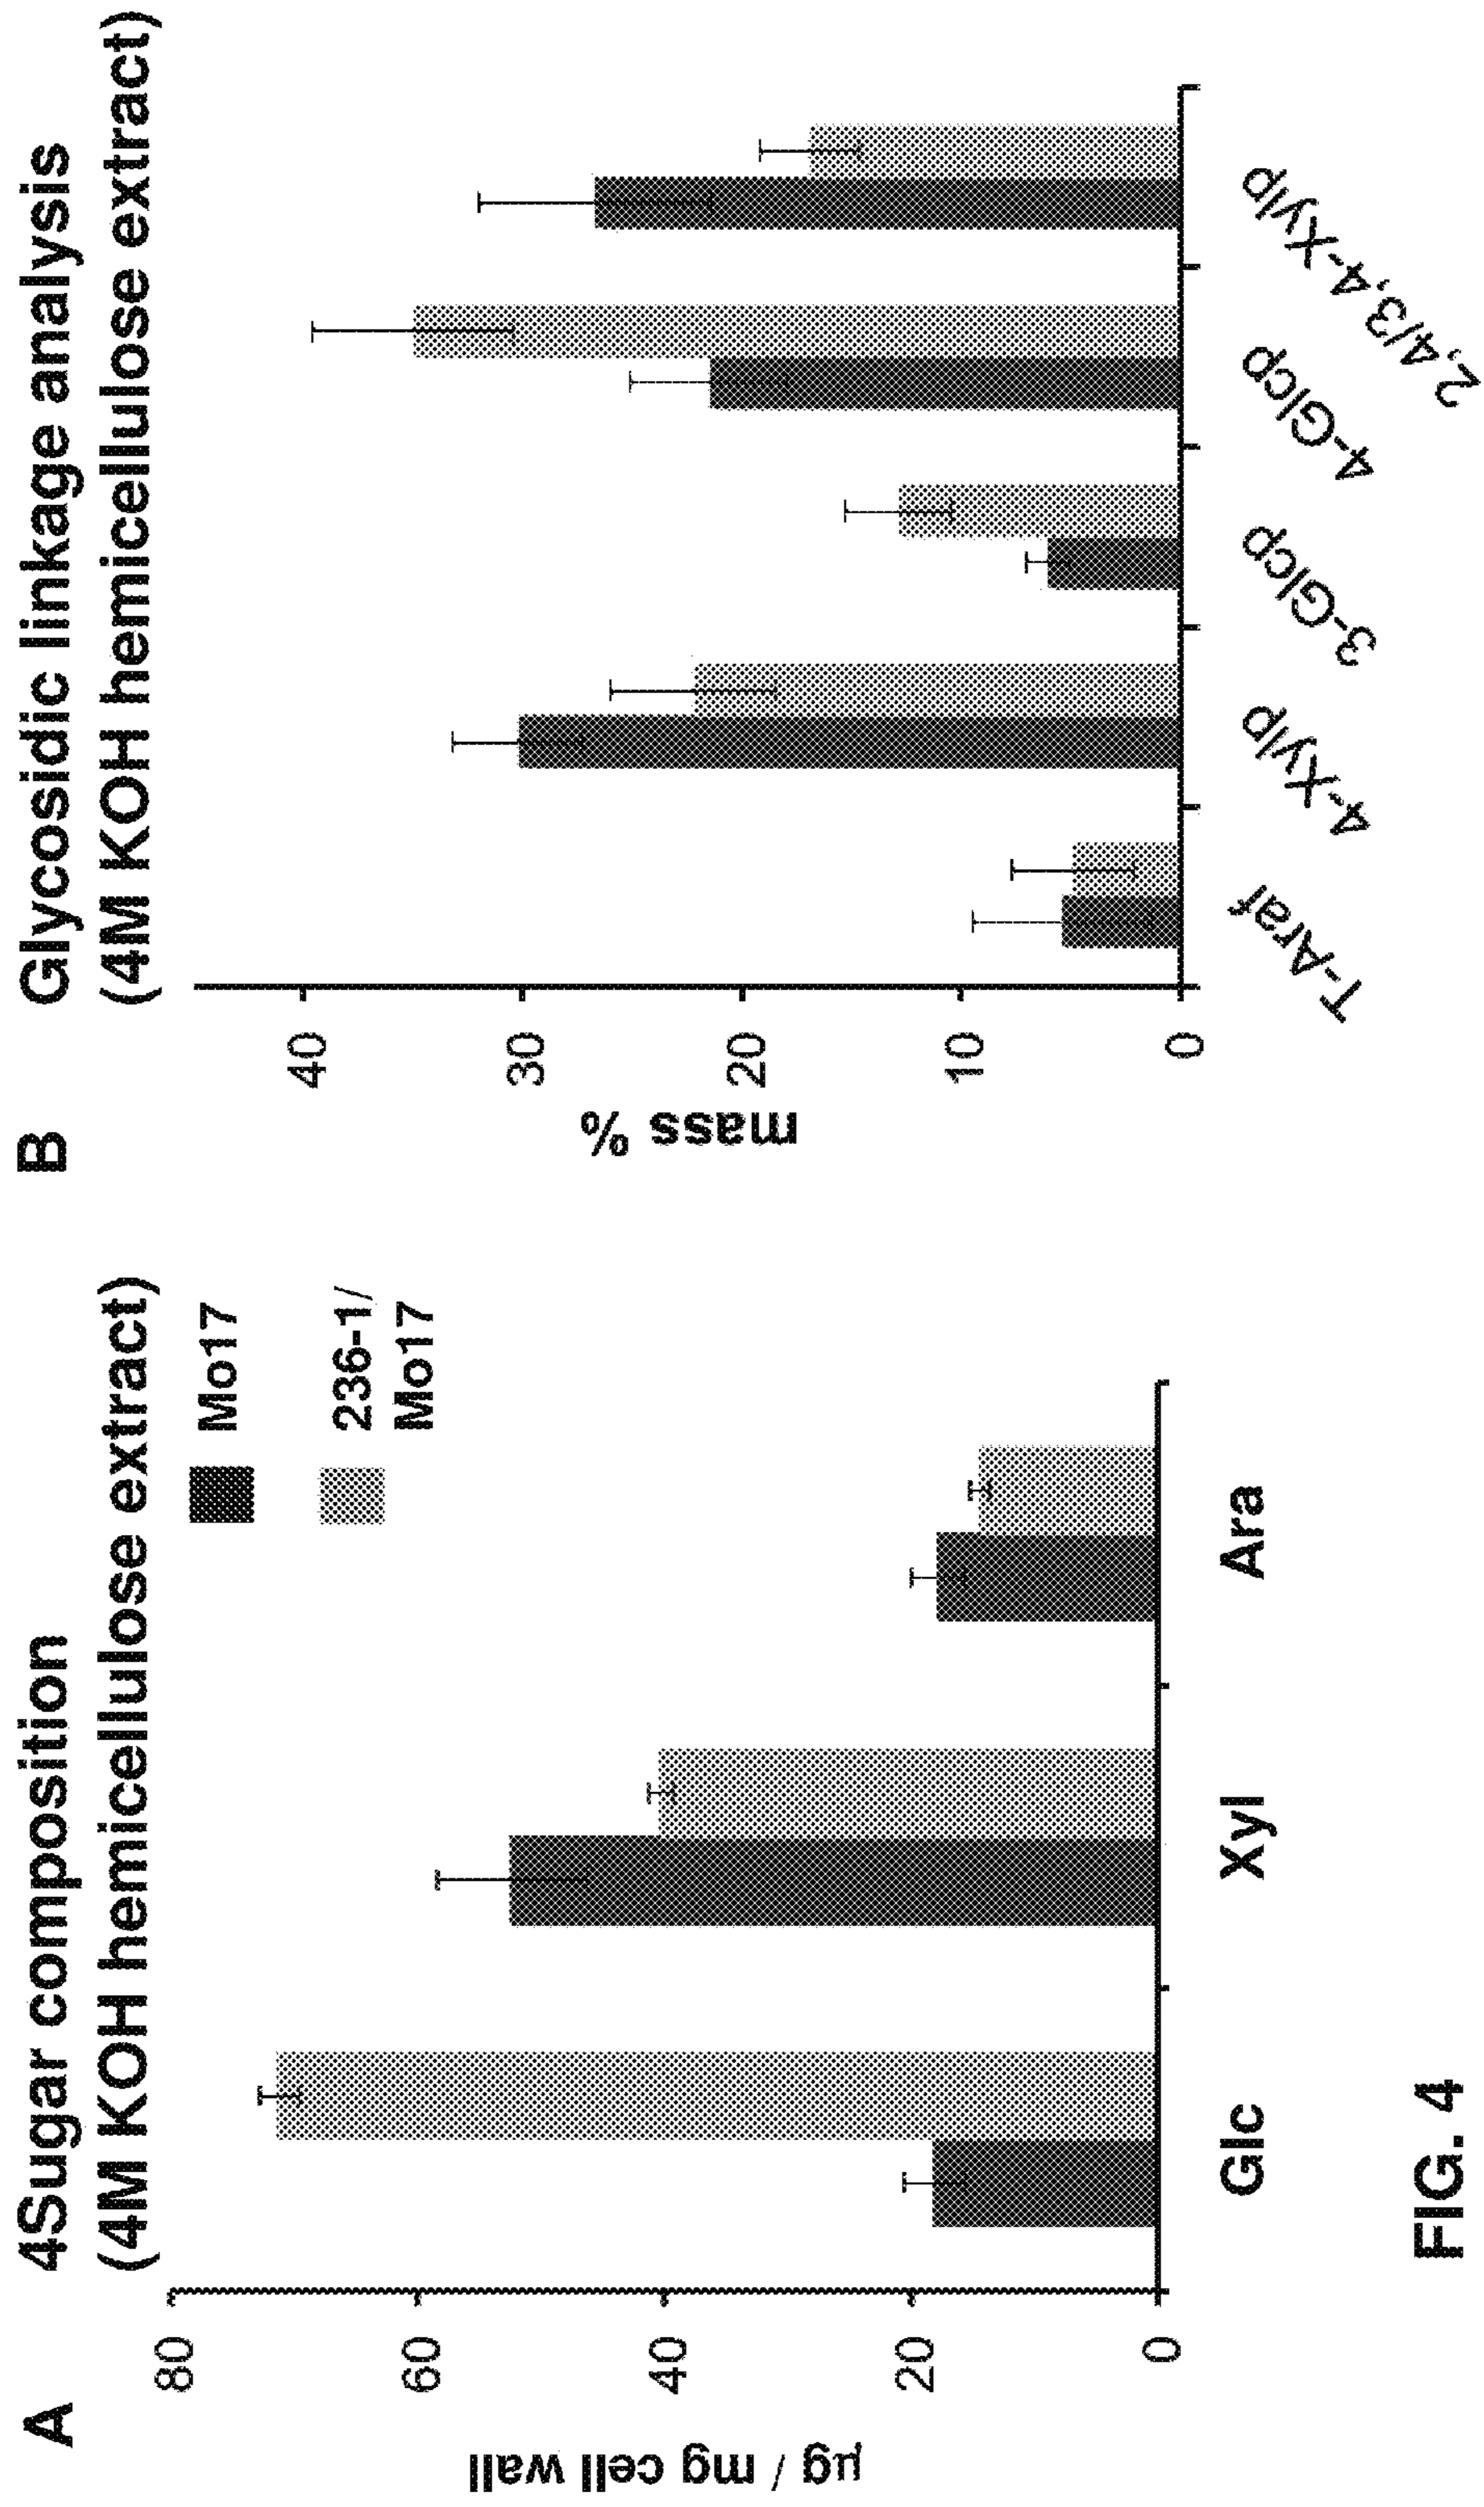 A
4Sugar composition
(4M KOH hemicellulose extract)
Mo17
236-1/
Mo17
80
60
40
20
0
µg / mg cell wall
Glc
Xyl
Ara
B
Glycosidic linkage analysis
(4M KOH hemicellulose extract)
40
30
20
10
0
mass %
T-Araf
4-Xylp
3-Glcp
4-Glcp
2,4/3,4-Xylp
FIG. 4